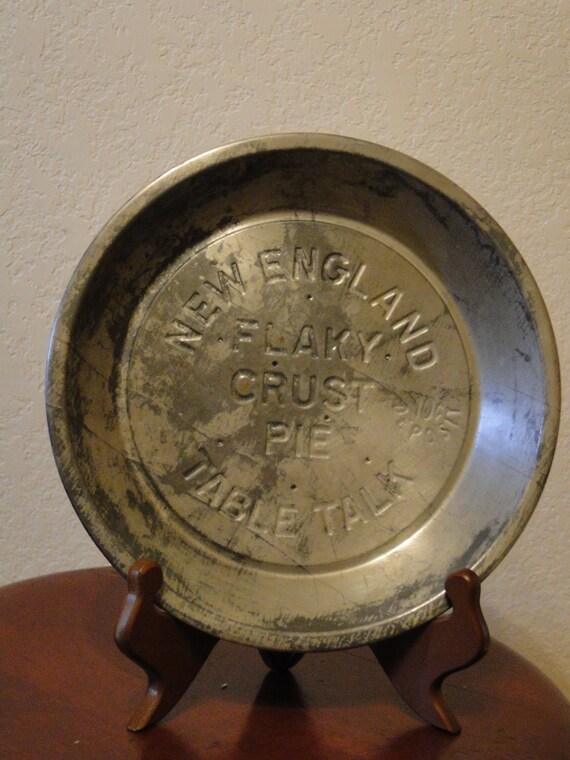 NEW ENGLAND
FLAKY
CRUST
PIE
TABLE TALK